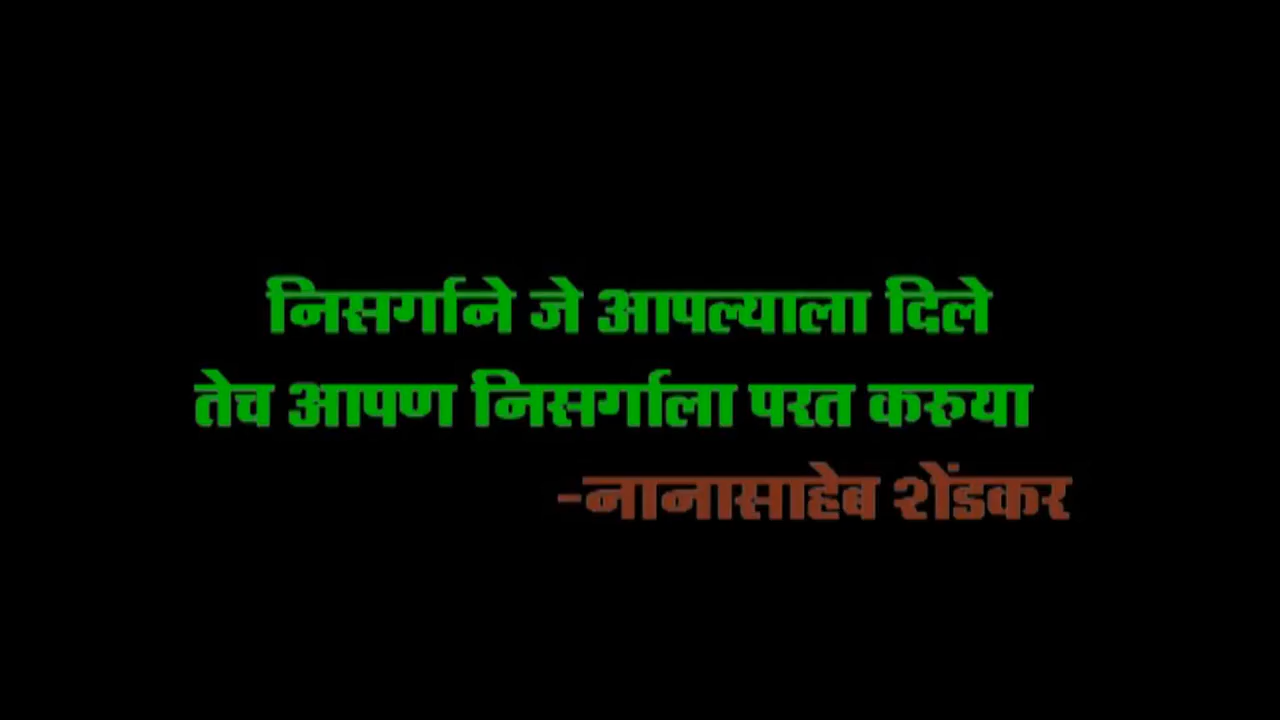 निसर्गाने जे आपल्याला दिले
तेच आपण निसर्गाला परत करुया
-नानासाहेब शेंडकर